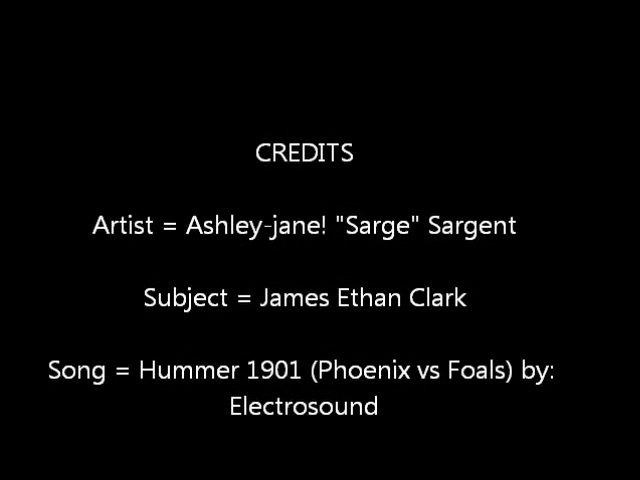 CREDITS
Artist = Ashley-jane! "Sarge" Sargent
Subject = James Ethan Clark
Song = Hummer 1901 (Phoenix vs Foals) by:
Electrosound